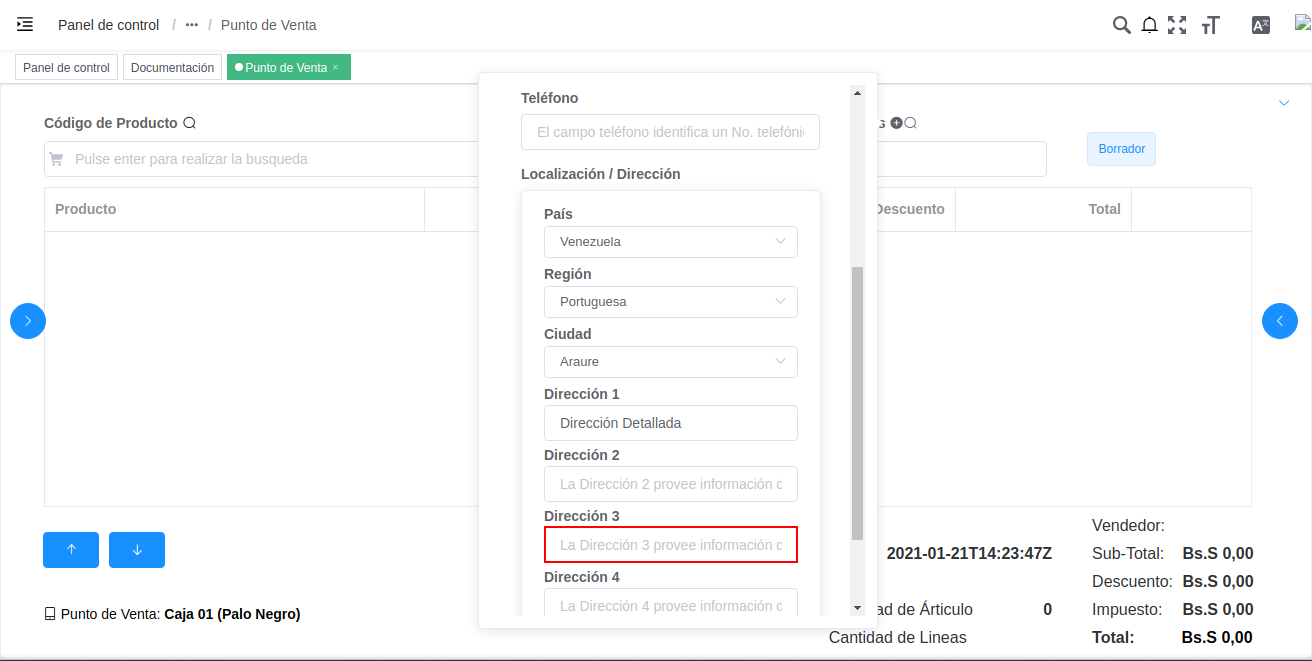 Panel de control / ••• / Punto de Venta
Panel de control
Documentación
Punto de Venta ×
Código de Producto
Pulse enter para realizar la busqueda
Borrador
Producto
Descuento
Total
Teléfono
El campo teléfono identifica un No. telefóni
Localización / Dirección
País
Venezuela
Región
Portuguesa
Ciudad
Araure
Dirección 1
Dirección Detallada
Dirección 2
La Dirección 2 provee información
Dirección 3
La Dirección 3 provee información
Dirección 4
La Dirección 4 provee información
Punto de Venta: Caja 01 (Palo Negro)
2021-01-21T14:23:47Z
ad de Árticulo 0
Cantidad de Lineas
Vendedor:
Sub-Total: Bs.S 0,00
Descuento: Bs.S 0,00
Impuesto: Bs.S 0,00
Total: Bs.S 0,00